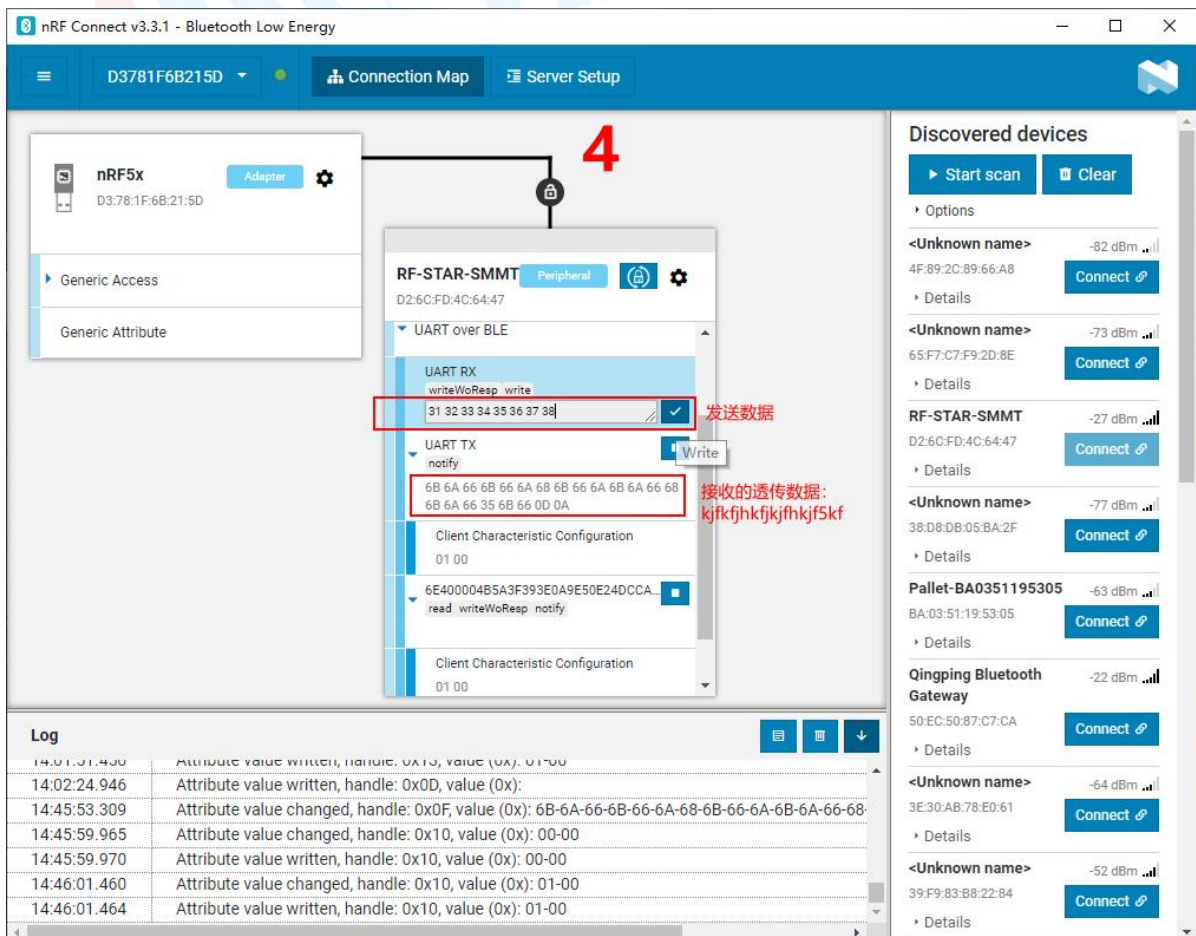 nRF Connect v3.3.1 - Bluetooth Low Energy
D3781F6B215D
Connection Map
Server Setup
4
nRF5x
Adapter
D3:78:1F:6B:21:5D
Generic Access
Generic Attribute
RF-STAR-SMMT
Peripheral
D2:6C:FD:4C:64:47
UART over BLE
UART RX
writeWoResp write
31 32 33 34 35 36 37 38
发送数据
UART TX
Write
notify
6B 6A 66 6B 66 6A 68 6B 66 6A 6B 6A 66 68
6B 6A 66 35 6B 66 0D 0A
接收的透传数据:
kjfkfjhkfjkjfhkjf5kf
Client Characteristic Configuration
01 00
6E400004B5A3F393E0A9E50E24DCCA...
read writeWoResp notify
Client Characteristic Configuration
01 00
Discovered devices
Start scan
Clear
Options
<Unknown name>
-82 dBm
4F:89:2C:89:66:A8
Connect
Details
<Unknown name>
-73 dBm
65:F7:C7:F9:2D:8E
Connect
Details
RF-STAR-SMMT
-27 dBm
D2:6C:FD:4C:64:47
Connect
Details
<Unknown name>
-77 dBm
38:D8:DB:05:BA:2F
Connect
Details
Pallet-BA0351195305
-63 dBm
BA:03:51:19:53:05
Connect
Details
Qingping Bluetooth
Gateway
-22 dBm
50:EC:50:87:C7:CA
Connect
Details
<Unknown name>
-64 dBm
3E:30:AB:78:E0:61
Connect
Details
<Unknown name>
-52 dBm
39:F9:83:B8:22:84
Connect
Details
Log
14:01:51.450 Attribute value written, handle: 0x13, value (0x): 01-00
14:02:24.946 Attribute value written, handle: 0x0D, value (0x):
14:45:53.309 Attribute value changed, handle: 0x0F, value (0x): 6B-6A-66-6B-66-6A-68-6B-66-6A-6B-6A-66-68-
14:45:59.965 Attribute value changed, handle: 0x10, value (0x): 00-00
14:45:59.970 Attribute value written, handle: 0x10, value (0x): 00-00
14:46:01.460 Attribute value changed, handle: 0x10, value (0x): 01-00
14:46:01.464 Attribute value written, handle: 0x10, value (0x): 01-00